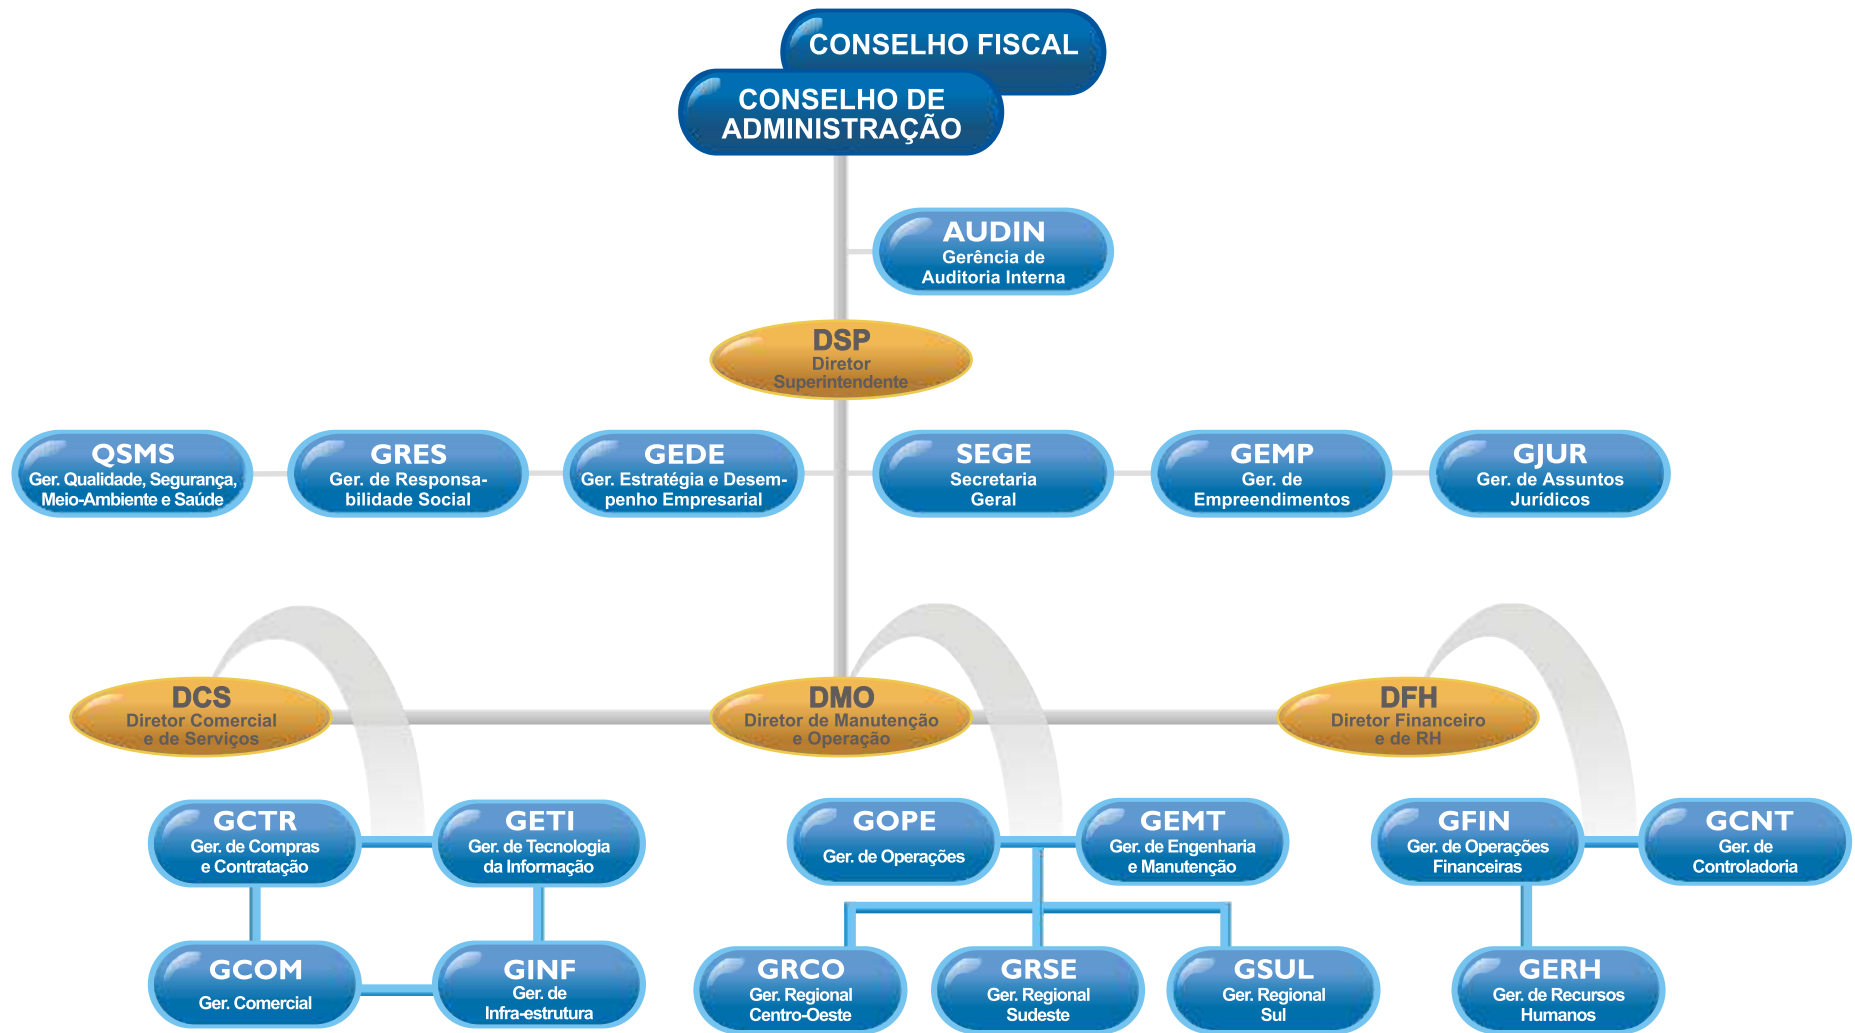 CONSELHO FISCAL
CONSELHO DE
ADMINISTRAÇÃO
AUDIN
Gerência de
Auditoria Interna
DSP
Diretor
Superintendente
QSMS
Ger. Qualidade, Segurança,
Meio-Ambiente e Saúde
GRES
Ger. de Responsa-
bilidade Social
GEDE
Ger. Estratégia e Desem-
penho Empresarial
SEGE
Secretaria
Geral
GEMP
Ger. de
Empreendimentos
GJUR
Ger. de Assuntos
Jurídicos
DCS
Diretor Comercial
e de Serviços
DMO
Diretor de Manutenção
e Operação
DFH
Diretor Financeiro
e de RH
GCTR
Ger. de Compras
e Contratação
GETI
Ger. de Tecnologia
da Informação
GOPE
Ger. de Operações
GEMT
Ger. de Engenharia
e Manutenção
GFIN
Ger. de Operações
Financeiras
GCNT
Ger. de
Controladoria
GCOM
Ger. Comercial
GINF
Ger. de
Infra-estrutura
GRCO
Ger. Regional
Centro-Oeste
GRSE
Ger. Regional
Sudeste
GSUL
Ger. Regional
Sul
GERH
Ger. de Recursos
Humanos